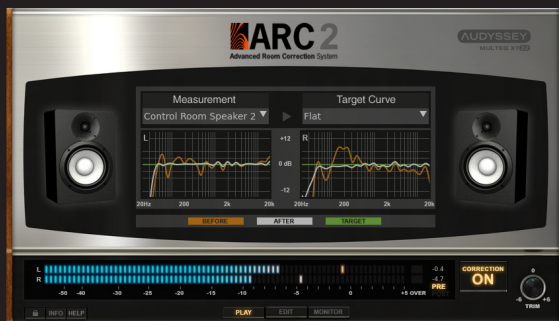 ARC 2
Advanced Room Correction System
AUDYSSEY
MULTEQ XT32
Measurement
Target Curve
Control Room Speaker 2
Flat
L
+12
R
0 dB
-12
20Hz 200 2k 20k
20Hz 200 2k 20k
BEFORE
AFTER
TARGET
L
-0.4
R
-4.7
PRE
POST
-50 -40 -30 -25 -20 -15 -10 -5 0 +5 OVER
CORRECTION
ON
0
-6 +6
TRIM
INFO HELP
PLAY
EDIT
MONITOR